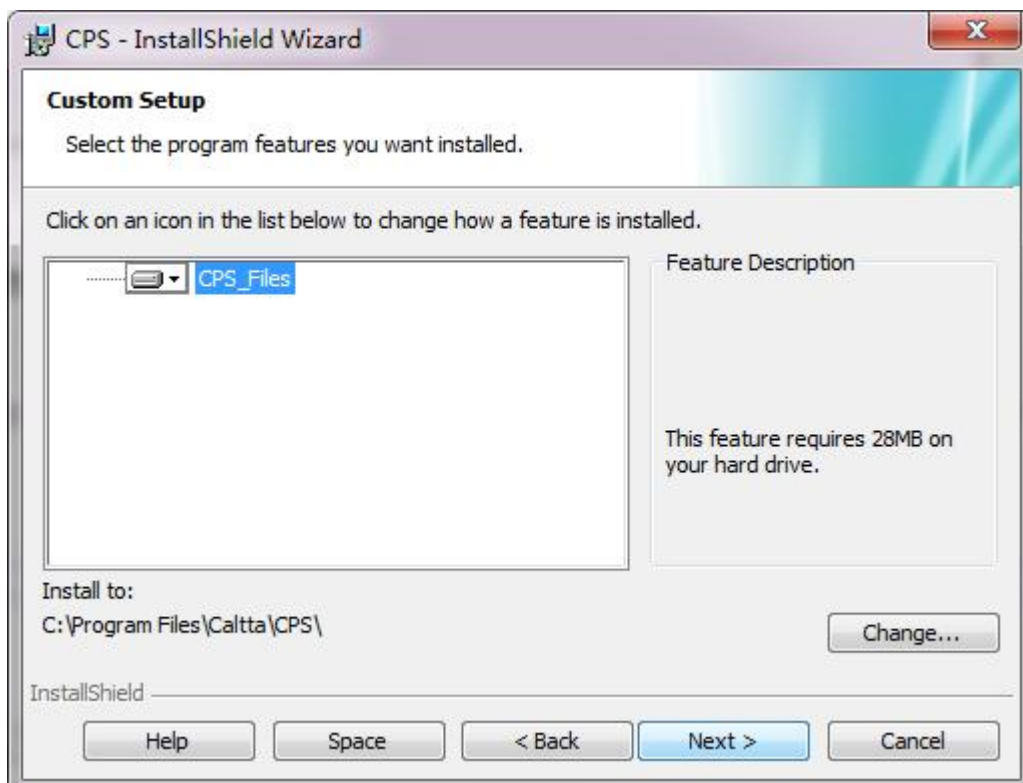 CPS - InstallShield Wizard
Custom Setup
Select the program features you want installed.
Click on an icon in the list below to change how a feature is installed.
CPS_Files
Feature Description
This feature requires 28MB on
your hard drive.
Install to:
C:\Program Files\Caltta\CPS\
Change...
InstallShield
Help
Space
< Back
Next >
Cancel